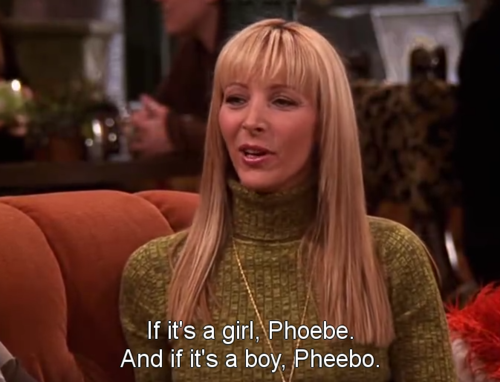 If it's a girl, Phoebe.
And if it's a boy, Pheebo.